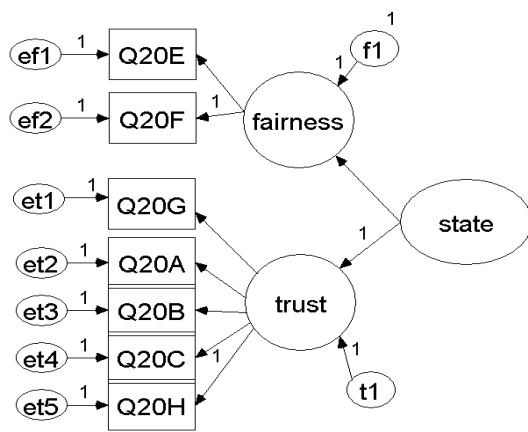 1
ef1 1 Q20E 1 f1
ef2 1 Q20F 1 fairness
et1 1 Q20G
1 state
et2 1 Q20A
et3 1 Q20B trust
et4 1 Q20C 1
1 t1
et5 1 Q20H